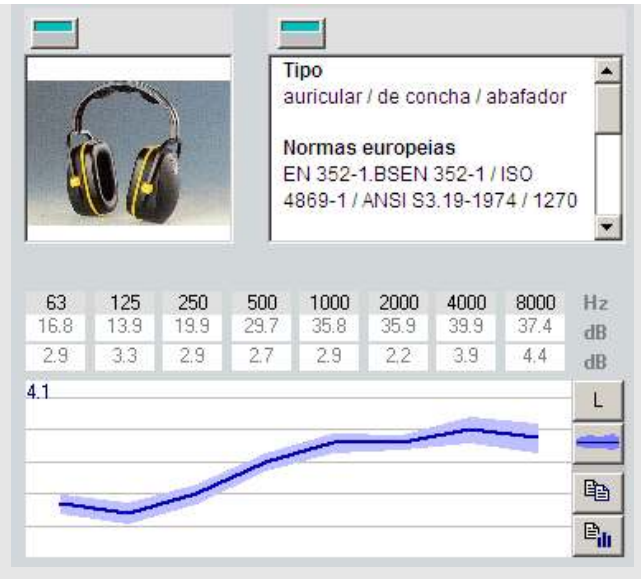 Tipo
auricular / de concha / abafador
Normas europeias
EN 352-1.BSEN 352-1 / ISO
4869-1 / ANSI S3.19-1974 / 1270
63 125 250 500 1000 2000 4000 8000 Hz
16.8 13.9 19.9 29.7 35.8 35.9 39.9 37.4 dB
2.9 3.3 2.9 2.7 2.9 2.2 3.9 4.4 dB
4.1
L